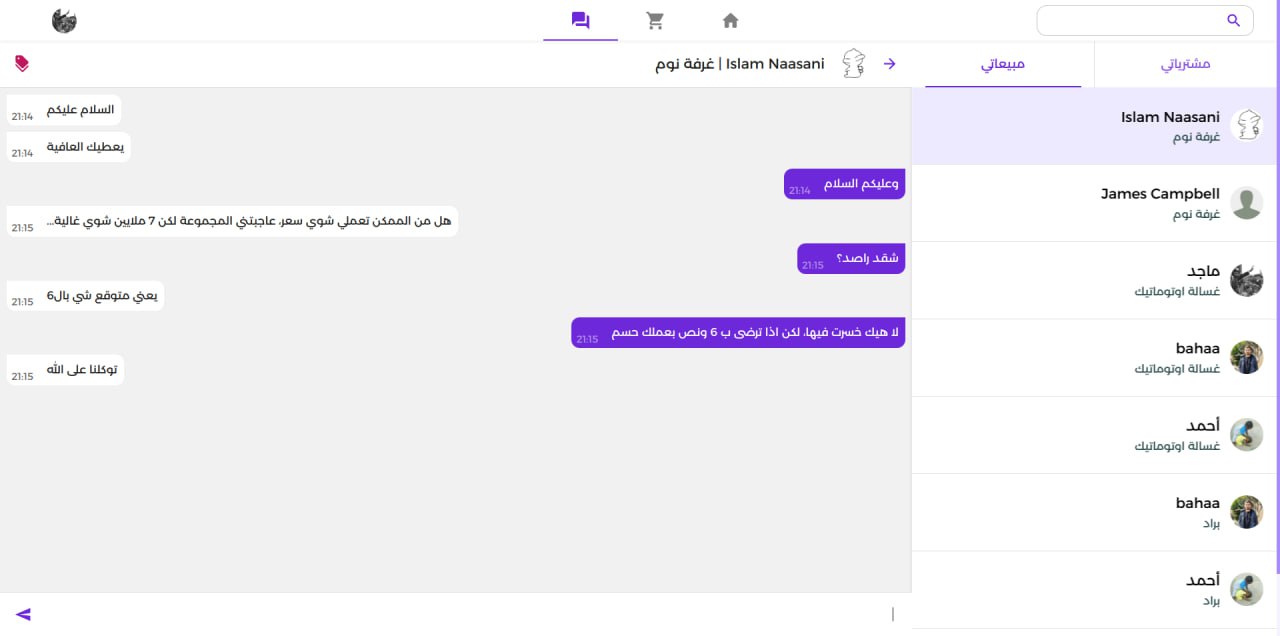 مشترياتي
مبيعاتي
Islam Naasani | غرفة نوم
Islam Naasani
غرفة نوم
James Campbell
غرفة نوم
ماجد
غسالة اوتوماتيك
bahaa
غسالة اوتوماتيك
أحمد
غسالة اوتوماتيك
bahaa
براد
أحمد
براد
السلام عليكم
21:14
يعطيك العافية
21:14
وعليكم السلام
21:14
هل من الممكن تعملي شوي سعر، عاجبتني المجموعة لكن 7 ملايين شوي غالية...
21:15
شقد راصد؟
21:15
يعني متوقع شي بال6
21:15
لا هيك خسرت فيها، لكن اذا ترضى ب 6 ونص بعملك حسم
21:15
توكلنا على الله
21:15